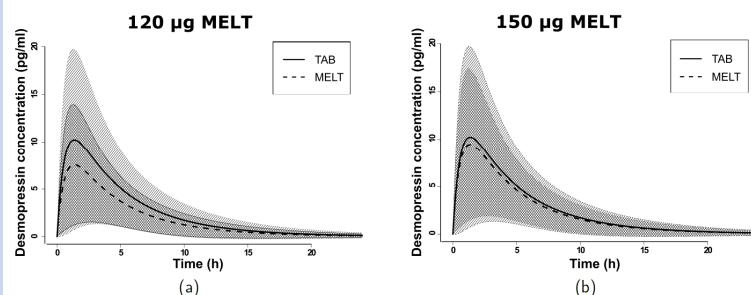 120 µg MELT
Desmopressin concentration (pg/ml)
20
15
10
5
0
TAB
MELT
0 5 10 15 20
Time (h)
(a)
150 µg MELT
Desmopressin concentration (pg/ml)
20
15
10
5
0
TAB
MELT
0 5 10 15 20
Time (h)
(b)